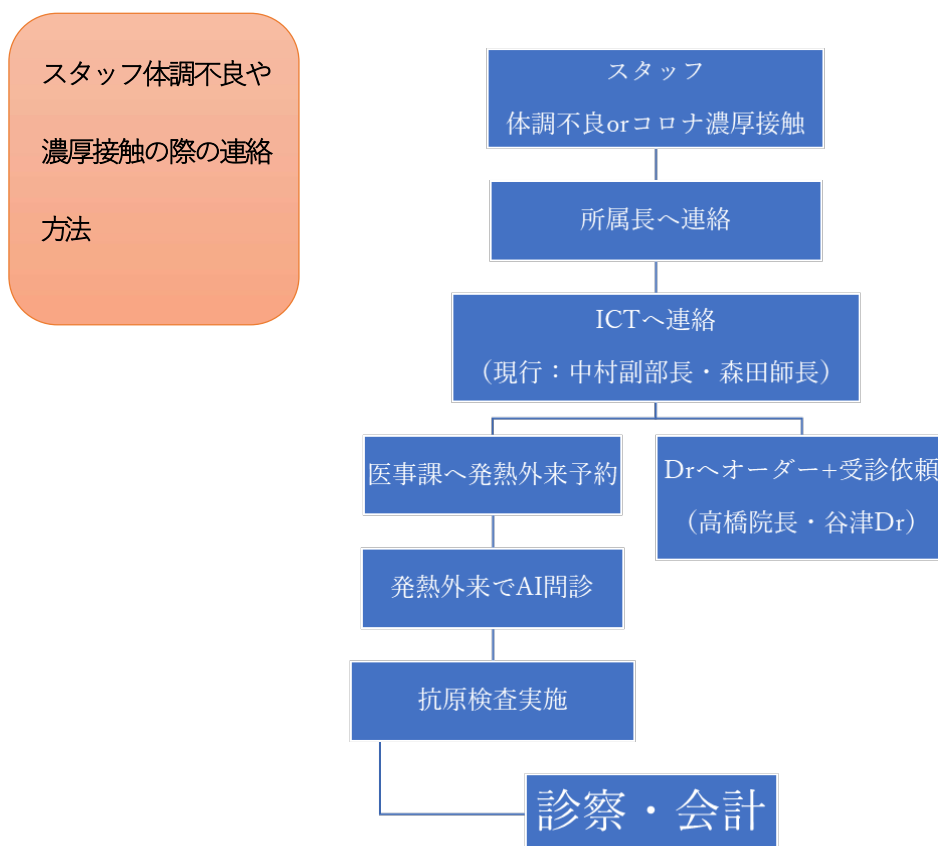 スタッフ体調不良や
濃厚接触の際の連絡
方法
スタッフ
体調不良orコロナ濃厚接触
所属長へ連絡
ICTへ連絡
（現行：中村副部長・森田師長）
医事課へ発熱外来予約
Drへオーダー+受診依頼
（高橋院長・谷津Dr）
発熱外来でAI問診
抗原検査実施
診察・会計